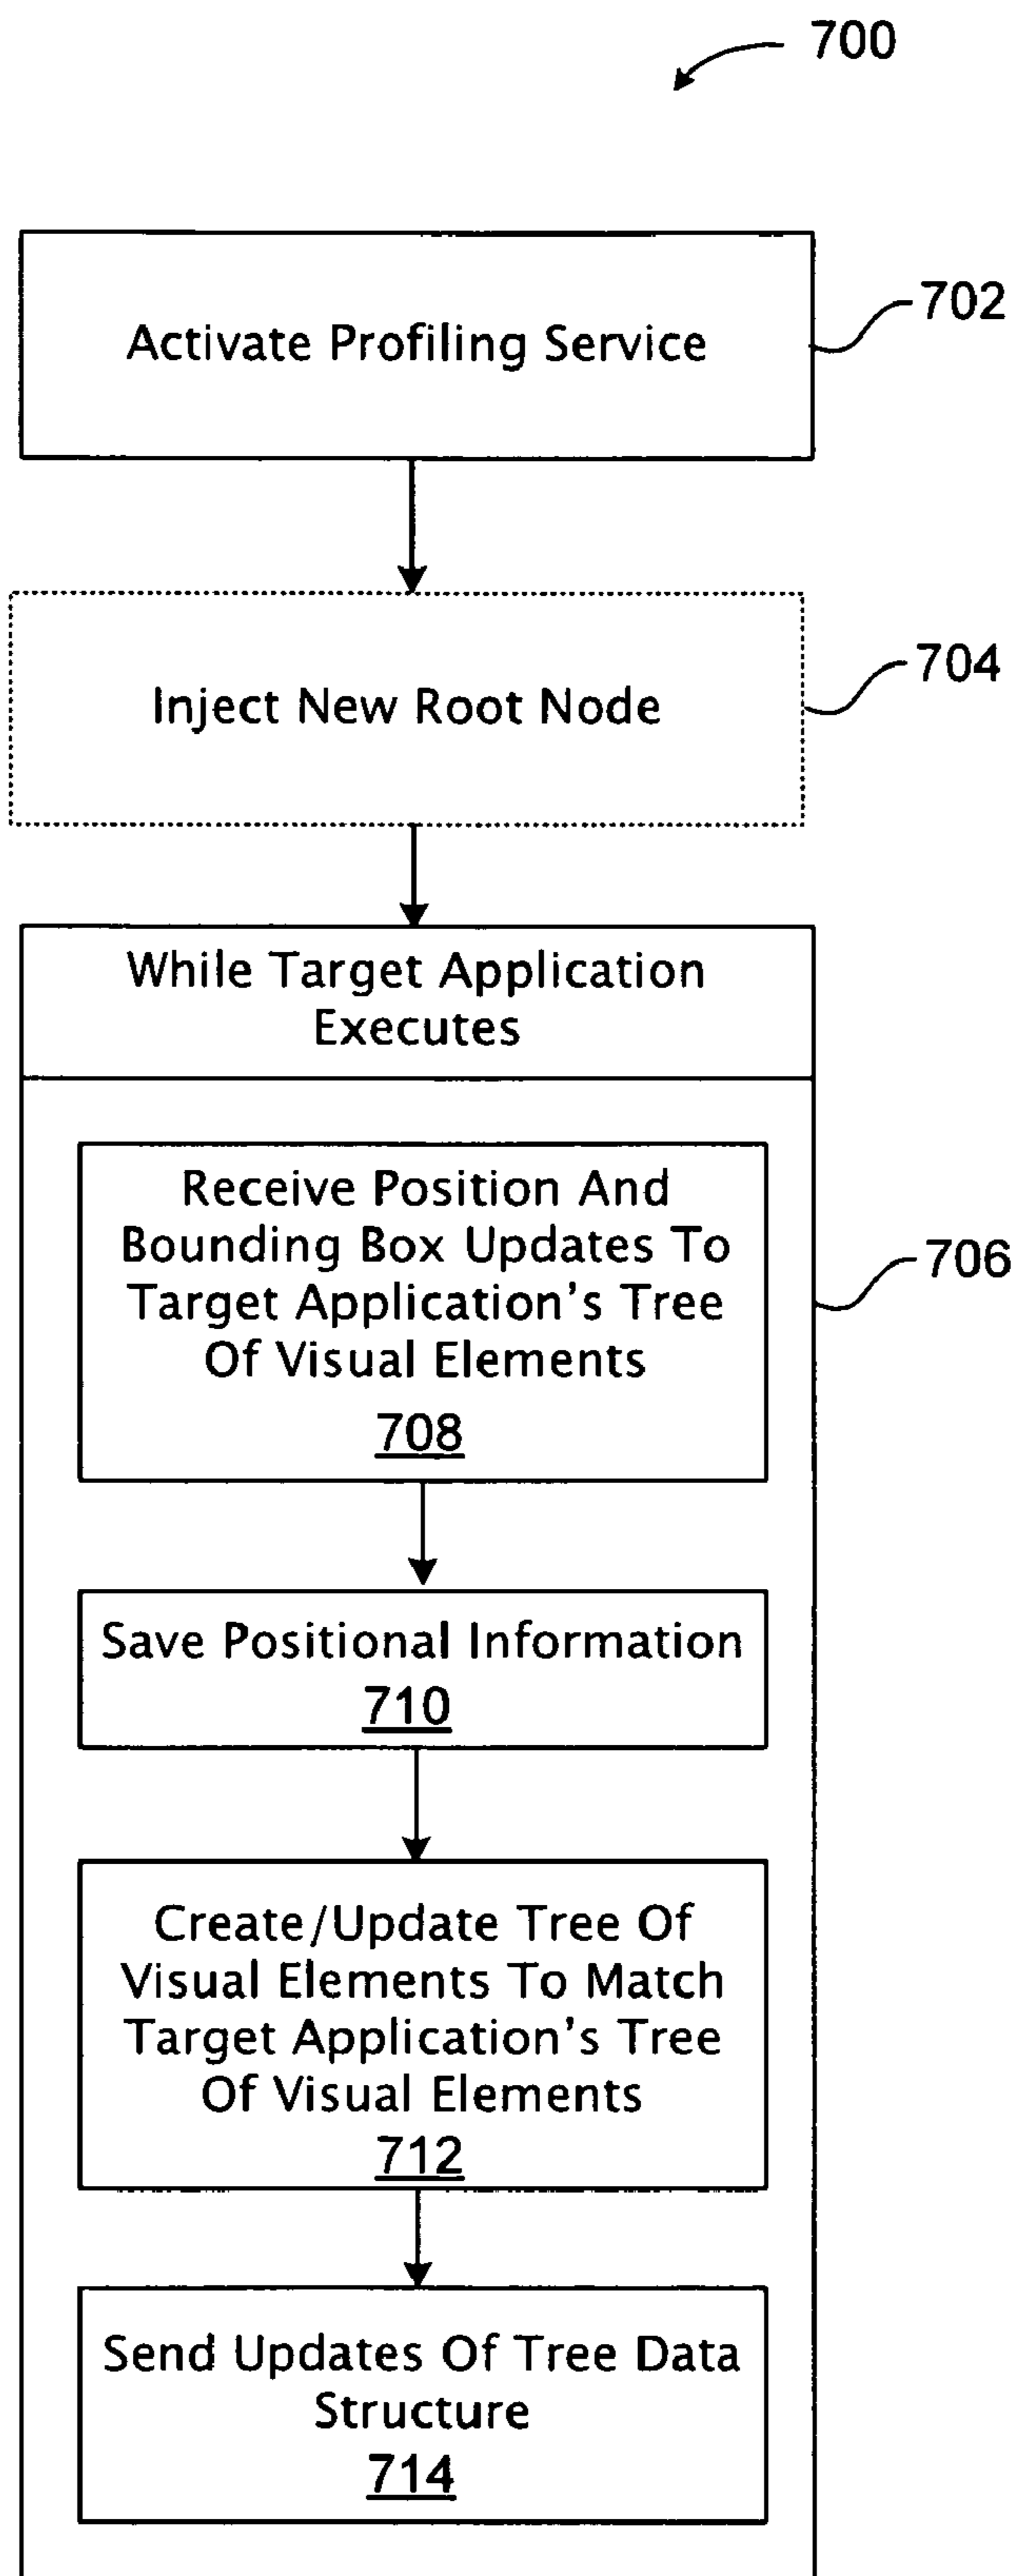 700
Activate Profiling Service
702
Inject New Root Node
704
While Target Application
Executes
Receive Position And
Bounding Box Updates To
Target Application's Tree
Of Visual Elements
708
706
Save Positional Information
710
Create/Update Tree Of
Visual Elements To Match
Target Application's Tree
Of Visual Elements
712
Send Updates Of Tree Data
Structure
714